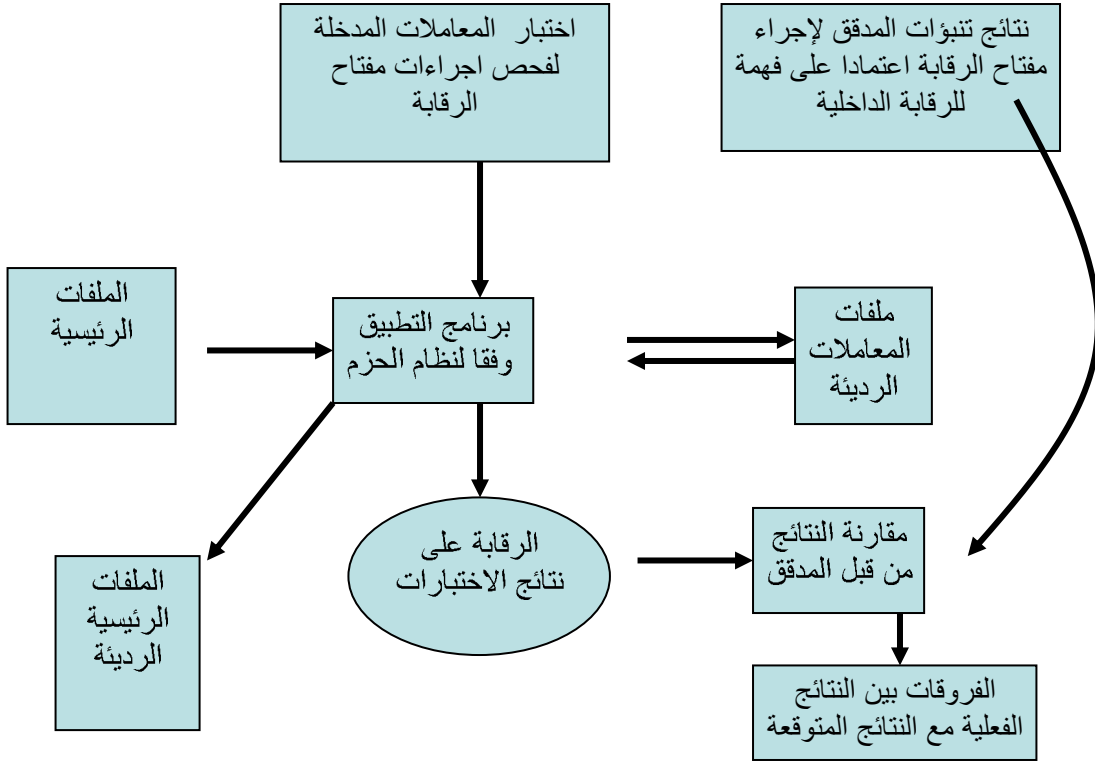 نتائج تنبؤات المدقق لإجراء
مفتاح الرقابة اعتمادا على فهمة
للرقابة الداخلية
اختبار المعاملات المدخلة
لفحص اجراءات مفتاح
الرقابة
ملفات
المعاملات
الرديئة
برنامج التطبيق
وفقا لنظام الحزم
الملفات
الرئيسية
مقارنة النتائج
من قبل المدقق
الرقابة على
نتائج الاختبارات
الملفات
الرئيسية
الرديئة
الفروقات بين النتائج
الفعلية مع النتائج المتوقعة